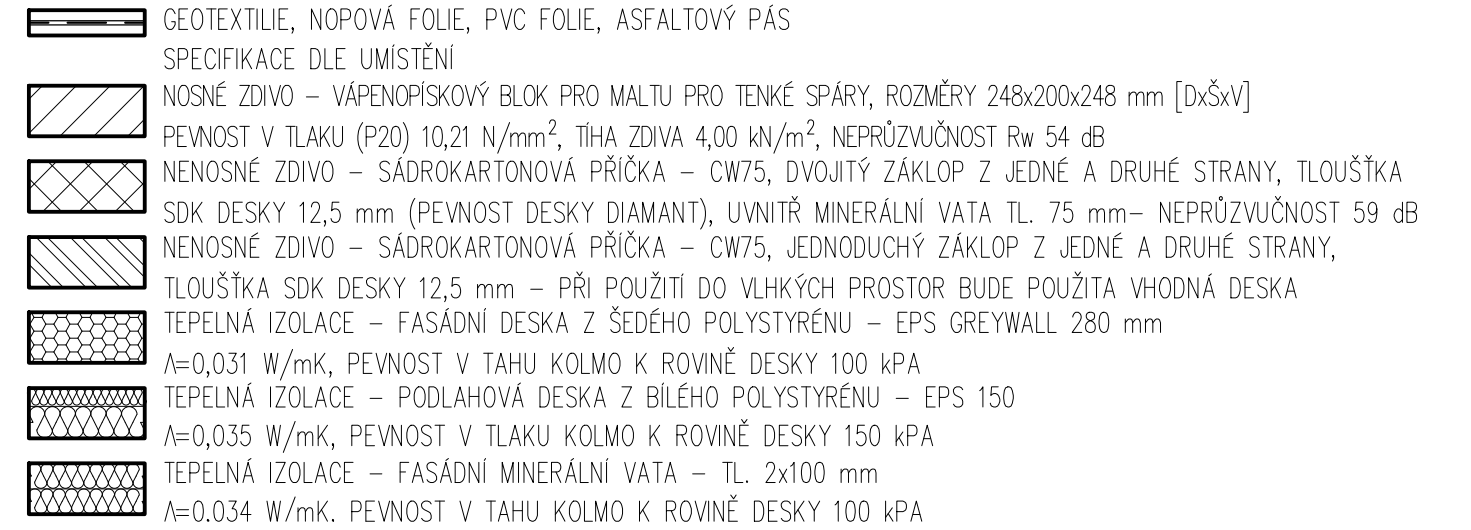 GEOTEXTILIE, NOPOVÁ FOLIE, PVC FOLIE, ASFALTOVÝ PÁS
SPECIFIKACE DLE UMÍSTĚNÍ
NOSNÉ ZDIVO – VÁPENOPÍSKOVÝ BLOK PRO MALTU PRO TENKÉ SPÁRY, ROZMĚRY 248x200x248 mm [DxŠxV]
PEVNOST V TLAKU (P20) 10,21 N/mm², TÍHA ZDIVA 4,00 kN/m², NEPRŮZVUČNOST Rw 54 dB
NENOSNÉ ZDIVO – SÁDROKARTONOVÁ PŘÍČKA – CW75, DVOJITÝ ZÁKLOP Z JEDNÉ A DRUHÉ STRANY, TLOUŠŤKA
SDK DESKY 12,5 mm (PEVNOST DESKY DIAMANT), UVNITŘ MINERÁLNÍ VATA TL. 75 mm– NEPRŮZVUČNOST 59 dB
NENOSNÉ ZDIVO – SÁDROKARTONOVÁ PŘÍČKA – CW75, JEDNODUCHÝ ZÁKLOP Z JEDNÉ A DRUHÉ STRANY,
TLOUŠŤKA SDK DESKY 12,5 mm – PŘI POUŽITÍ DO VLHKÝCH PROSTOR BUDE POUŽITA VHODNÁ DESKA
TEPELNÁ IZOLACE – FASÁDNÍ DESKA Z ŠEDÉHO POLYSTYRÉNU – EPS GREYWALL 280 mm
Λ=0,031 W/mK, PEVNOST V TAHU KOLMO K ROVINĚ DESKY 100 kPA
TEPELNÁ IZOLACE – PODLAHOVÁ DESKA Z BÍLÉHO POLYSTYRÉNU – EPS 150
Λ=0,035 W/mK, PEVNOST V TLAKU KOLMO K ROVINĚ DESKY 150 kPA
TEPELNÁ IZOLACE – FASÁDNÍ MINERÁLNÍ VATA – TL. 2x100 mm
Λ=0,034 W/mK, PEVNOST V TAHU KOLMO K ROVINĚ DESKY 100 kPA